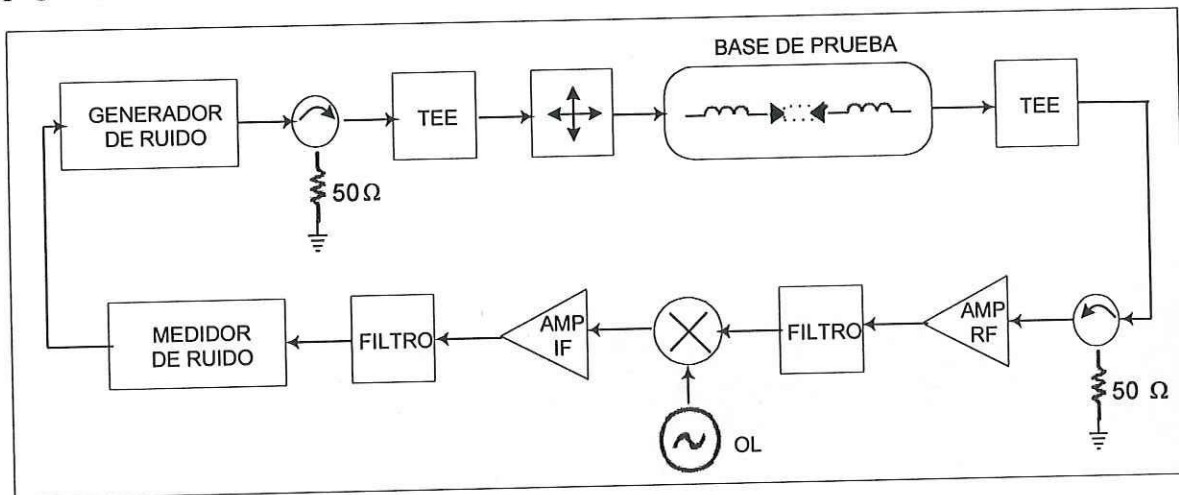 BASE DE PRUEBA
GENERADOR
DE RUIDO
TEE
TEE
50 Ω
MEDIDOR
DE RUIDO
FILTRO
AMP
IF
FILTRO
AMP
RF
50 Ω
OL